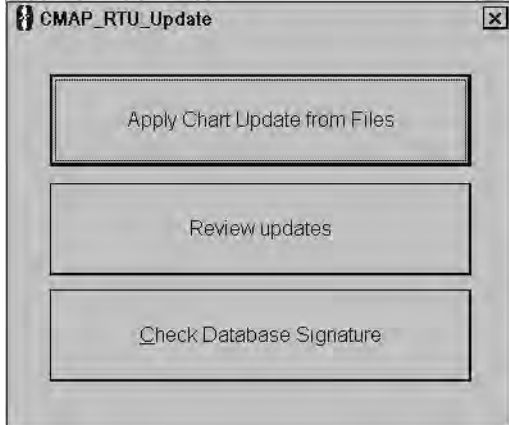 CMAP_RTU_Update
Apply Chart Update from Files
Review updates
Check Database Signature